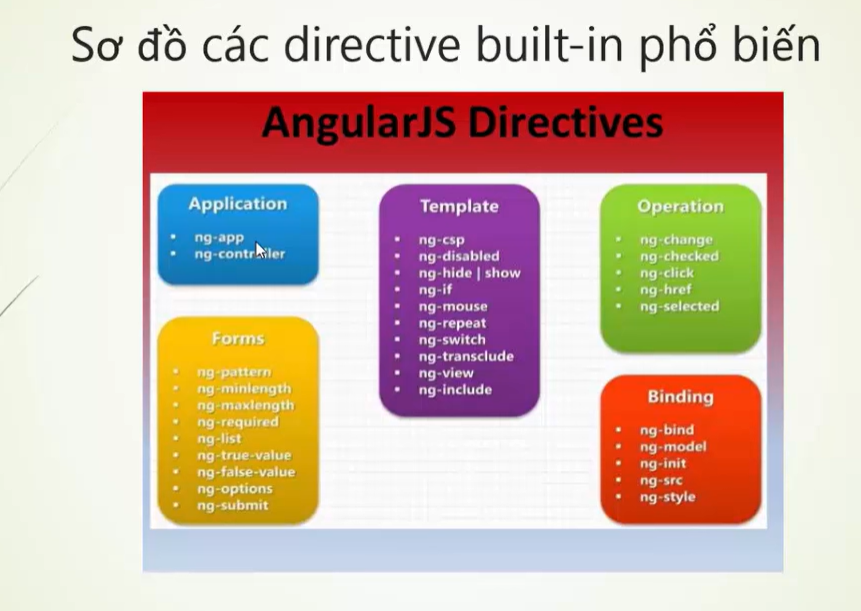 Sơ đồ các directive built-in phổ biến
AngularJS Directives
Application
ng-app
ng-controller
Forms
ng-pattern
ng-minlength
ng-maxlength
ng-required
ng-list
ng-true-value
ng-false-value
ng-options
ng-submit
Template
ng-csp
ng-disabled
ng-hide | show
ng-if
ng-mouse
ng-repeat
ng-switch
ng-transclude
ng-view
ng-include
Operation
ng-change
ng-checked
ng-click
ng-href
ng-selected
Binding
ng-bind
ng-model
ng-init
ng-src
ng-style